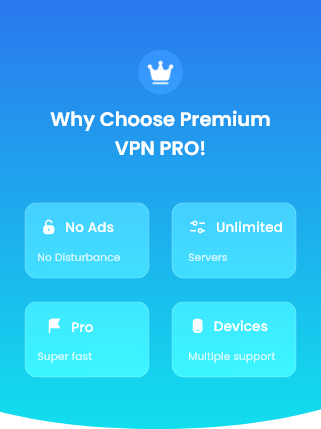 Why Choose Premium
VPN PRO!
No Ads
No Disturbance
Unlimited
Servers
Pro
Super fast
Devices
Multiple support